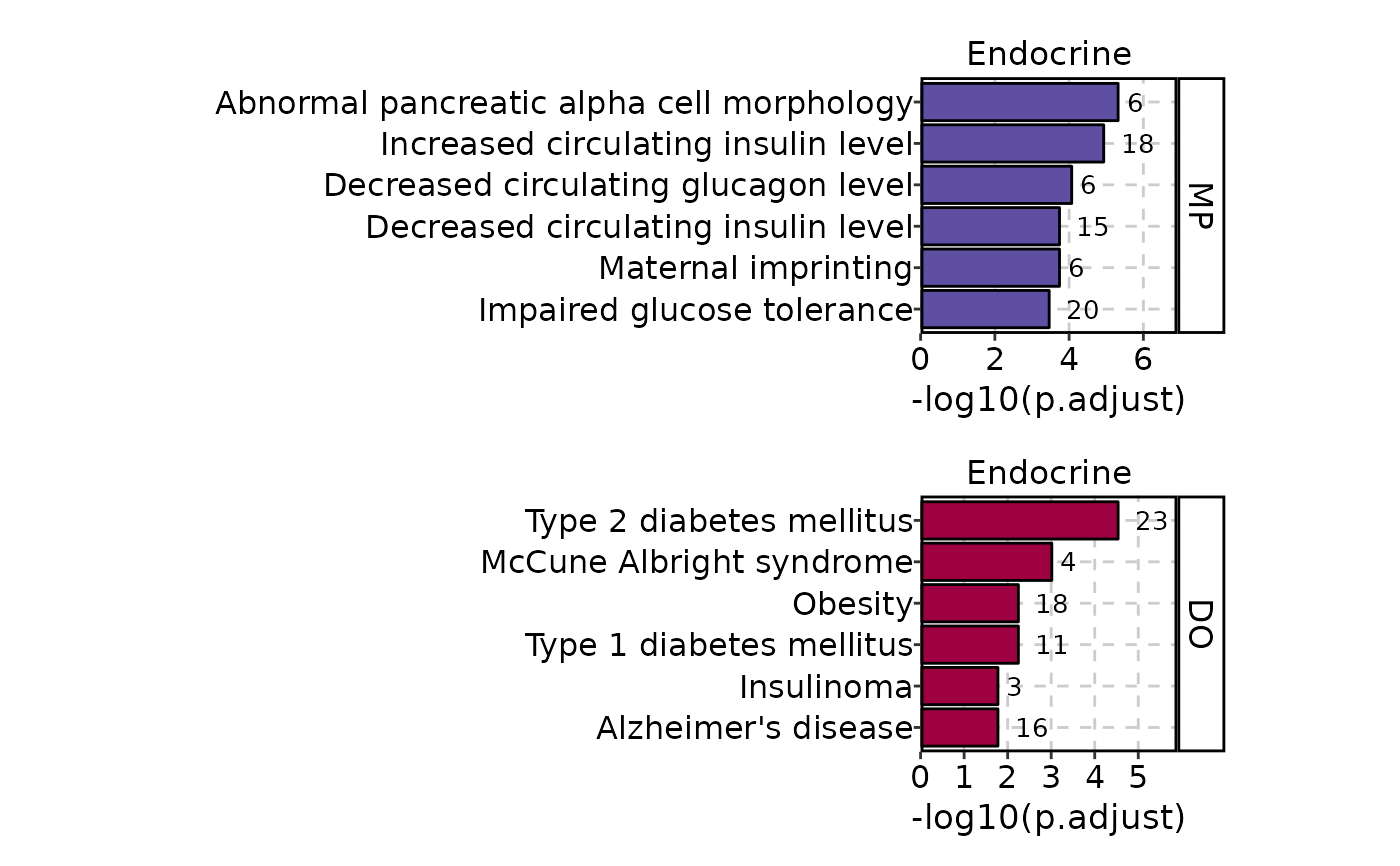 Endocrine
Abnormal pancreatic alpha cell morphology 6
Increased circulating insulin level 18
Decreased circulating glucagon level 6
Decreased circulating insulin level 15
Maternal imprinting 6
Impaired glucose tolerance 20
MP
0 2 4 6
-log10(p.adjust)
Endocrine
Type 2 diabetes mellitus 23
McCune Albright syndrome 4
Obesity 18
Type 1 diabetes mellitus 11
Insulinoma 3
Alzheimer's disease 16
DO
0 1 2 3 4 5
-log10(p.adjust)